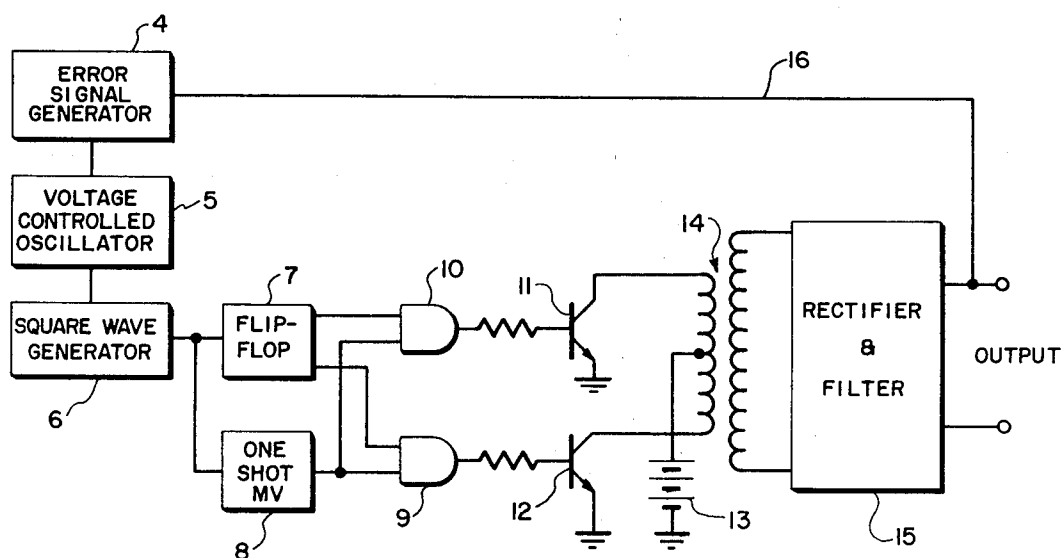 4
ERROR
SIGNAL
GENERATOR
16
VOLTAGE
CONTROLLED
OSCILLATOR
5
SQUARE WAVE
GENERATOR
6
7
FLIP-
FLOP
ONE
SHOT
MV
8
10
9
11
12
14
13
RECTIFIER
&
FILTER
15
OUTPUT